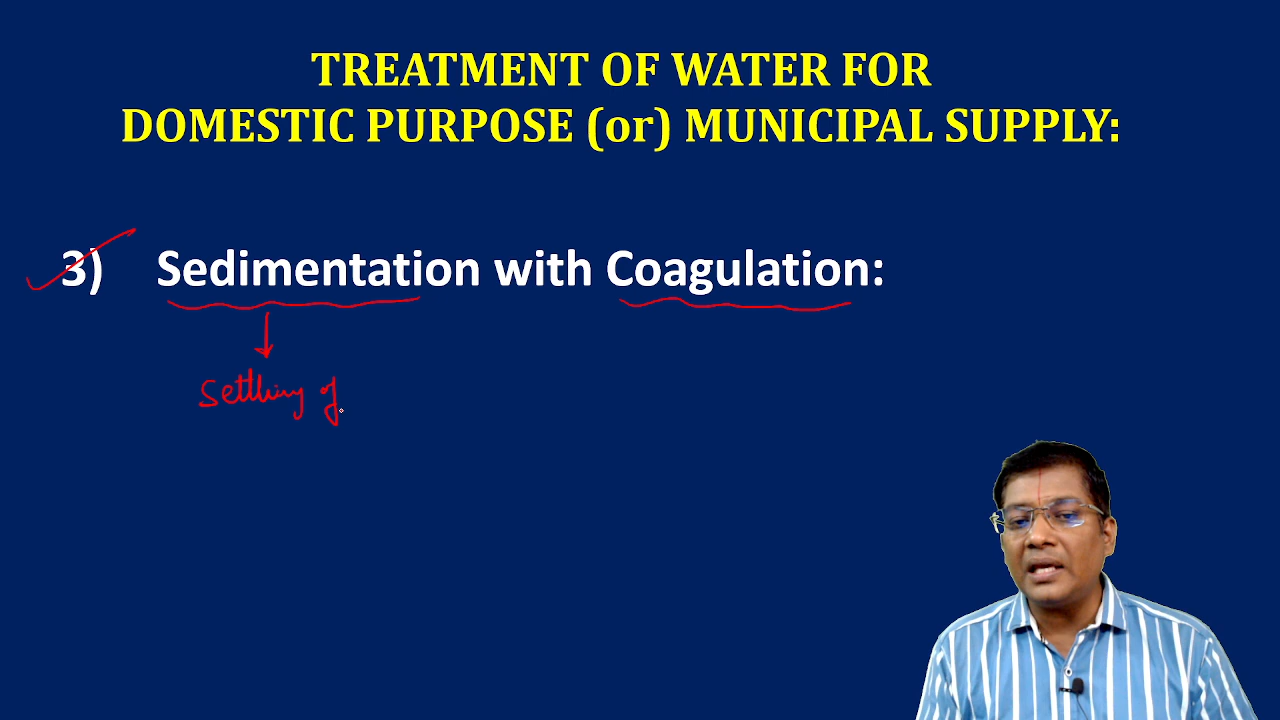 TREATMENT OF WATER FOR
DOMESTIC PURPOSE (or) MUNICIPAL SUPPLY:
3) Sedimentation with Coagulation:
Settling of